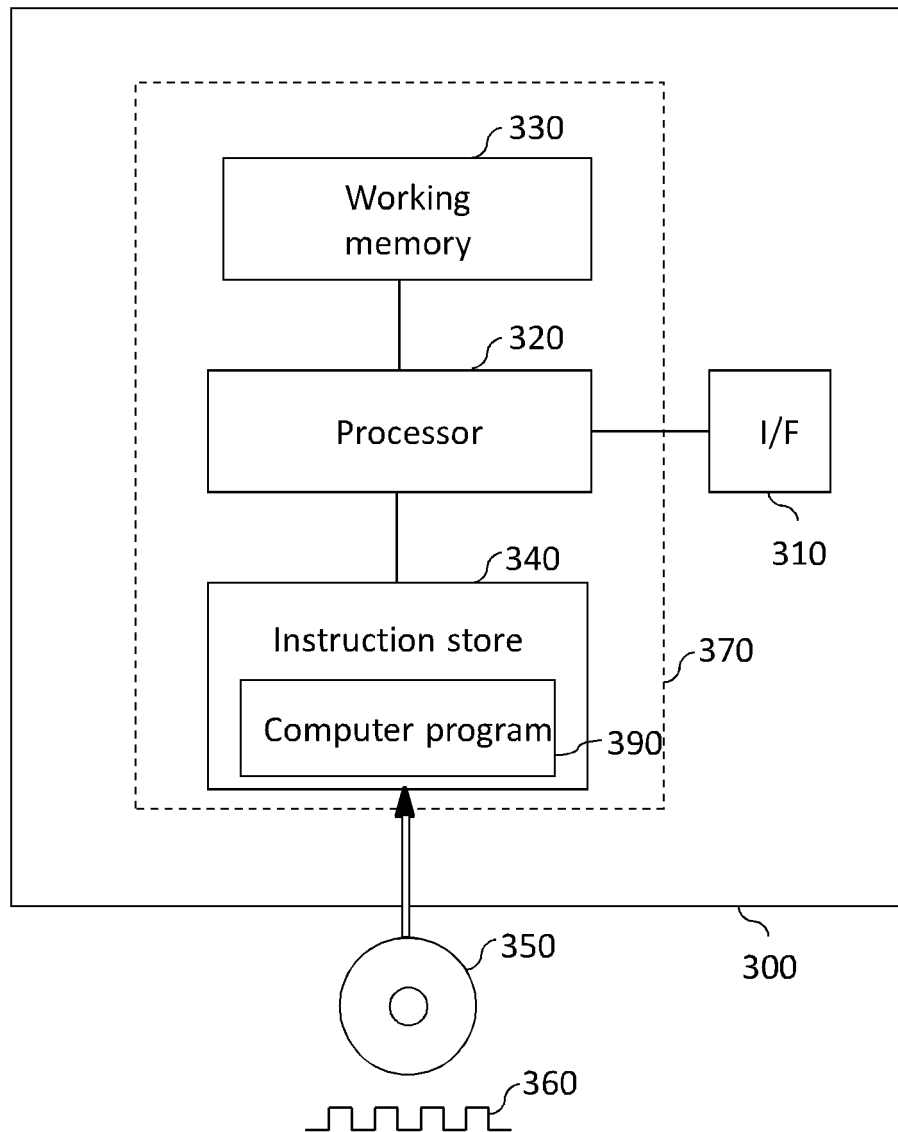 330
Working
memory
320
Processor
I/F
310
340
Instruction store
370
Computer program
390
350
300
360